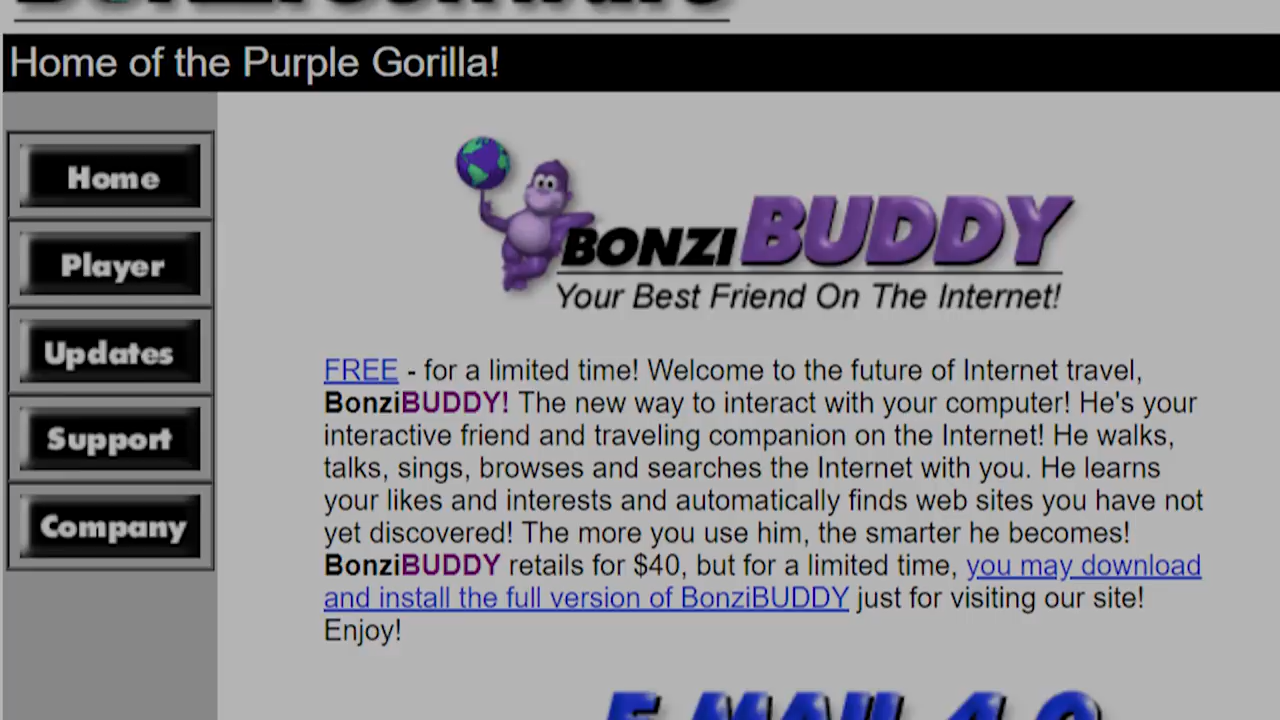 Home of the Purple Gorilla!
Home
Player
Updates
Support
Company
BONZIBUDDY
Your Best Friend On The Internet!
FREE - for a limited time! Welcome to the future of Internet travel,
BonziBUDDY! The new way to interact with your computer! He's your
interactive friend and traveling companion on the Internet! He walks,
talks, sings, browses and searches the Internet with you. He learns
your likes and interests and automatically finds web sites you have not
yet discovered! The more you use him, the smarter he becomes!
BonziBUDDY retails for $40, but for a limited time, you may download
and install the full version of BonziBUDDY just for visiting our site!
Enjoy!
E-MAIL 4.0